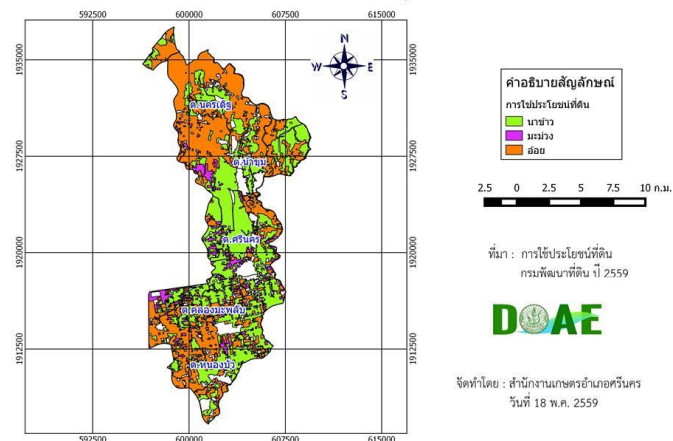 592500 600000 607500 615000
1935000
1927500
1920000
1912500
N
W E
S
ต.นครเดิฐ
ต.น้ำขุม
ต.ศรีนคร
ต.คลองมะพลับ
ต.หนองบัว
592500 600000 607500 615000
1935000
1927500
1920000
1912500
คำอธิบายสัญลักษณ์
การใช้ประโยชน์ที่ดิน
นาข้าว
มะม่วง
อ้อย
2.5 0 2.5 5 7.5 10 ก.ม.
ที่มา : การใช้ประโยชน์ที่ดิน
กรมพัฒนาที่ดิน ปี 2559
DOAE
จัดทำโดย : สำนักงานเกษตรอำเภอศรีนคร
วันที่ 18 พ.ค. 2559